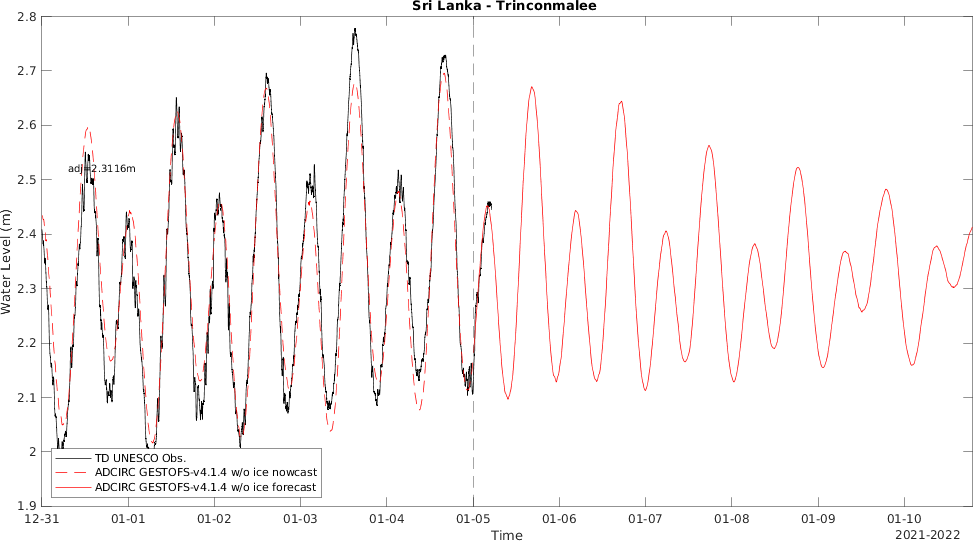 Sri Lanka - Trinconmalee
2.8
2.7
2.6
2.5
2.4
2.3
2.2
2.1
2
1.9
Water Level (m)
adj=2.3116m
TD UNESCO Obs.
ADCIRC GESTOFS-v4.1.4 w/o ice nowcast
ADCIRC GESTOFS-v4.1.4 w/o ice forecast
12-31 01-01 01-02 01-03 01-04 01-05 01-06 01-07 01-08 01-09 01-10
Time
2021-2022